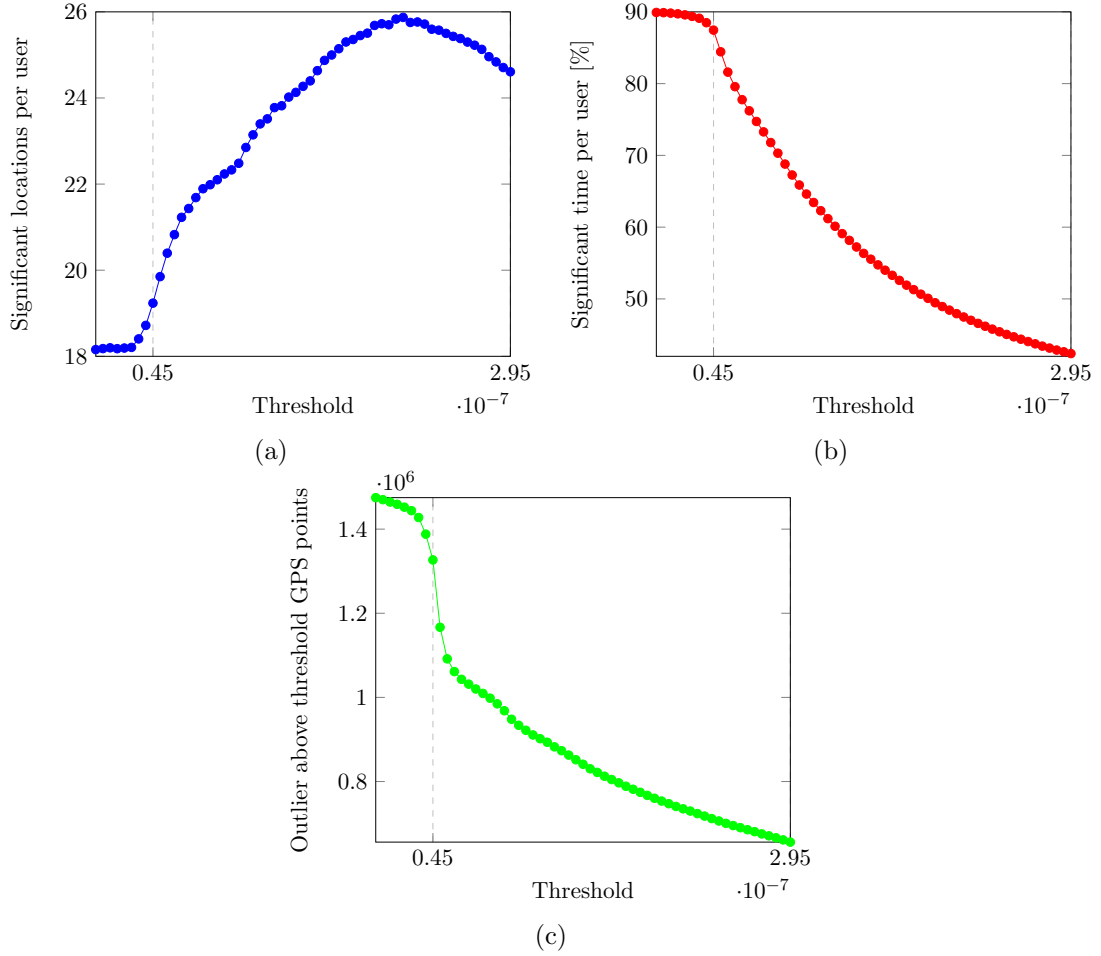 Significant locations per user
26
24
22
20
18
0.45
2.95
Threshold
·10⁻⁷
(a)
Significant time per user [%]
90
80
70
60
50
0.45
2.95
Threshold
·10⁻⁷
(b)
Outlier above threshold GPS points
·10⁶
1.4
1.2
1
0.8
0.45
2.95
Threshold
·10⁻⁷
(c)